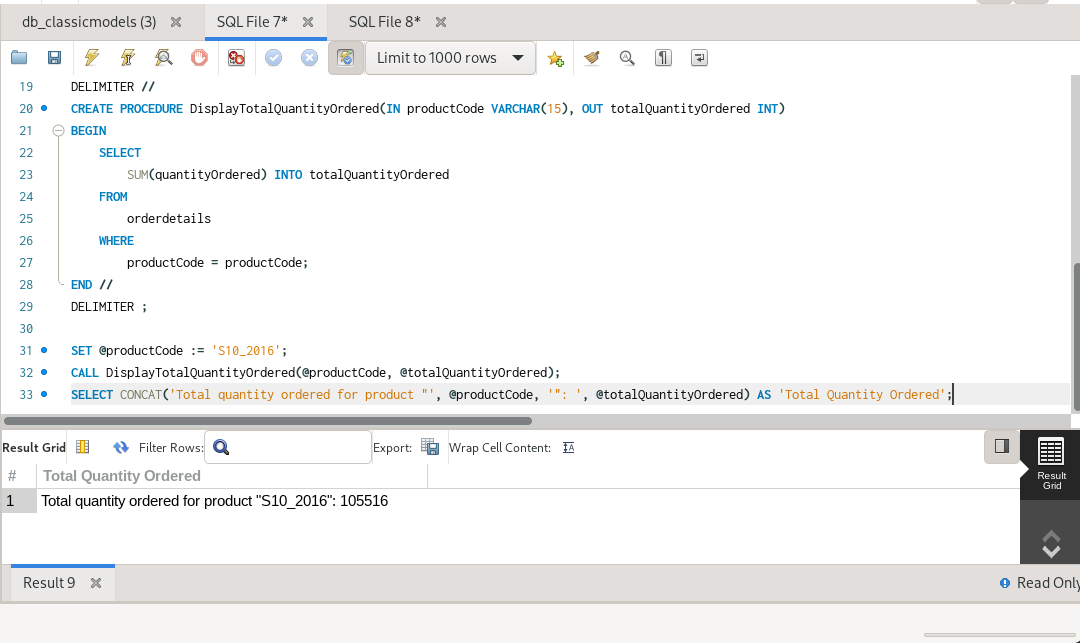 db_classicmodels (3) SQL File 7* SQL File 8*
Limit to 1000 rows
19 DELIMITER //
20 CREATE PROCEDURE DisplayTotalQuantityOrdered(IN productCode VARCHAR(15), OUT totalQuantityOrdered INT)
21 BEGIN
22 SELECT
23 SUM(quantityOrdered) INTO totalQuantityOrdered
24 FROM
25 orderdetails
26 WHERE
27 productCode = productCode;
28 END //
29 DELIMITER ;
30
31 SET @productCode := 'S10_2016';
32 CALL DisplayTotalQuantityOrdered(@productCode, @totalQuantityOrdered);
33 SELECT CONCAT('Total quantity ordered for product "', @productCode, '": ', @totalQuantityOrdered) AS 'Total Quantity Ordered';
Result Grid Filter Rows: Export: Wrap Cell Content:
# Total Quantity Ordered
1 Total quantity ordered for product "S10_2016": 105516
Result
Grid
Result 9 Read Only